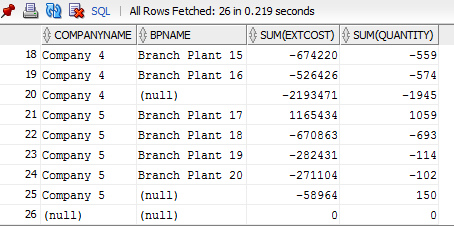 SQL | All Rows Fetched: 26 in 0.219 seconds
COMPANYNAME BPNAME SUM(EXTCOST) SUM(QUANTITY)
18 Company 4 Branch Plant 15 -674220 -559
19 Company 4 Branch Plant 16 -526426 -574
20 Company 4 (null) -2193471 -1945
21 Company 5 Branch Plant 17 1165434 1059
22 Company 5 Branch Plant 18 -670863 -693
23 Company 5 Branch Plant 19 -282431 -114
24 Company 5 Branch Plant 20 -271104 -102
25 Company 5 (null) -58964 150
26 (null) (null) 0 0